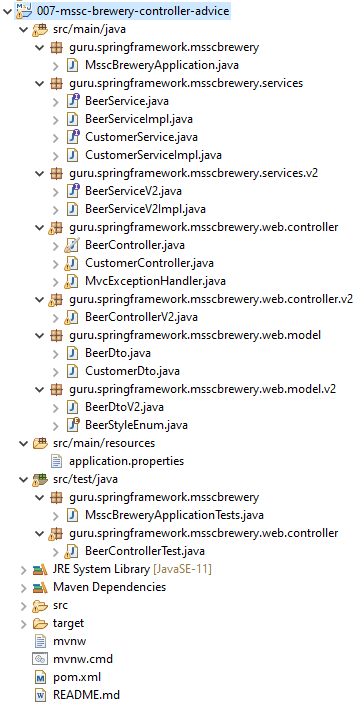 007-mssc-brewery-controller-advice
src/main/java
guru.springframework.msscbrewery
MsscBreweryApplication.java
guru.springframework.msscbrewery.services
BeerService.java
BeerServiceImpl.java
CustomerService.java
CustomerServiceImpl.java
guru.springframework.msscbrewery.services.v2
BeerServiceV2.java
BeerServiceV2Impl.java
guru.springframework.msscbrewery.web.controller
BeerController.java
CustomerController.java
MvcExceptionHandler.java
guru.springframework.msscbrewery.web.controller.v2
BeerControllerV2.java
guru.springframework.msscbrewery.web.model
BeerDto.java
CustomerDto.java
guru.springframework.msscbrewery.web.model.v2
BeerDtoV2.java
BeerStyleEnum.java
src/main/resources
application.properties
src/test/java
guru.springframework.msscbrewery
MsscBreweryApplicationTests.java
guru.springframework.msscbrewery.web.controller
BeerControllerTest.java
JRE System Library [JavaSE-11]
Maven Dependencies
src
target
mvnw
mvnw.cmd
pom.xml
README.md